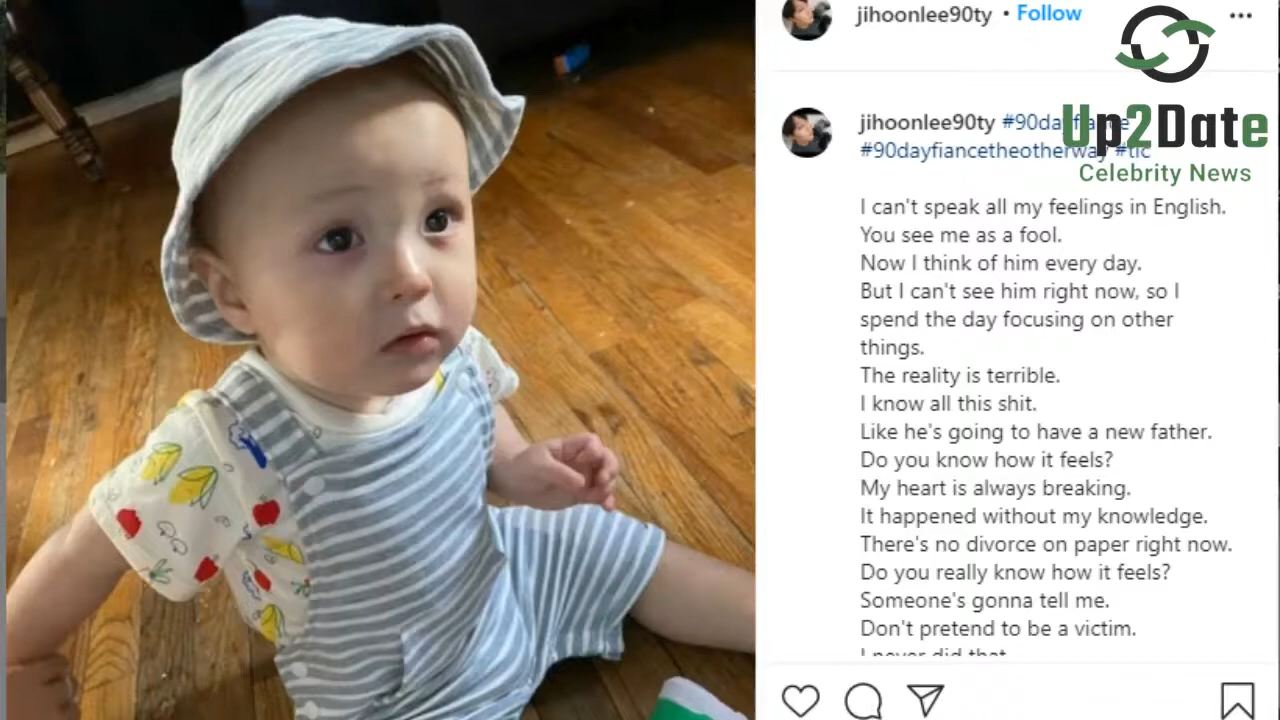 jihoonlee90ty • Follow
Up2Date
Celebrity News
jihoonlee90ty #90dayfiance
#90dayfiancetheotherway #tlc
I can't speak all my feelings in English.
You see me as a fool.
Now I think of him every day.
But I can't see him right now, so I
spend the day focusing on other
things.
The reality is terrible.
I know all this shit.
Like he's going to have a new father.
Do you know how it feels?
My heart is always breaking.
It happened without my knowledge.
There's no divorce on paper right now.
Do you really know how it feels?
Someone's gonna tell me.
Don't pretend to be a victim.
I never did that